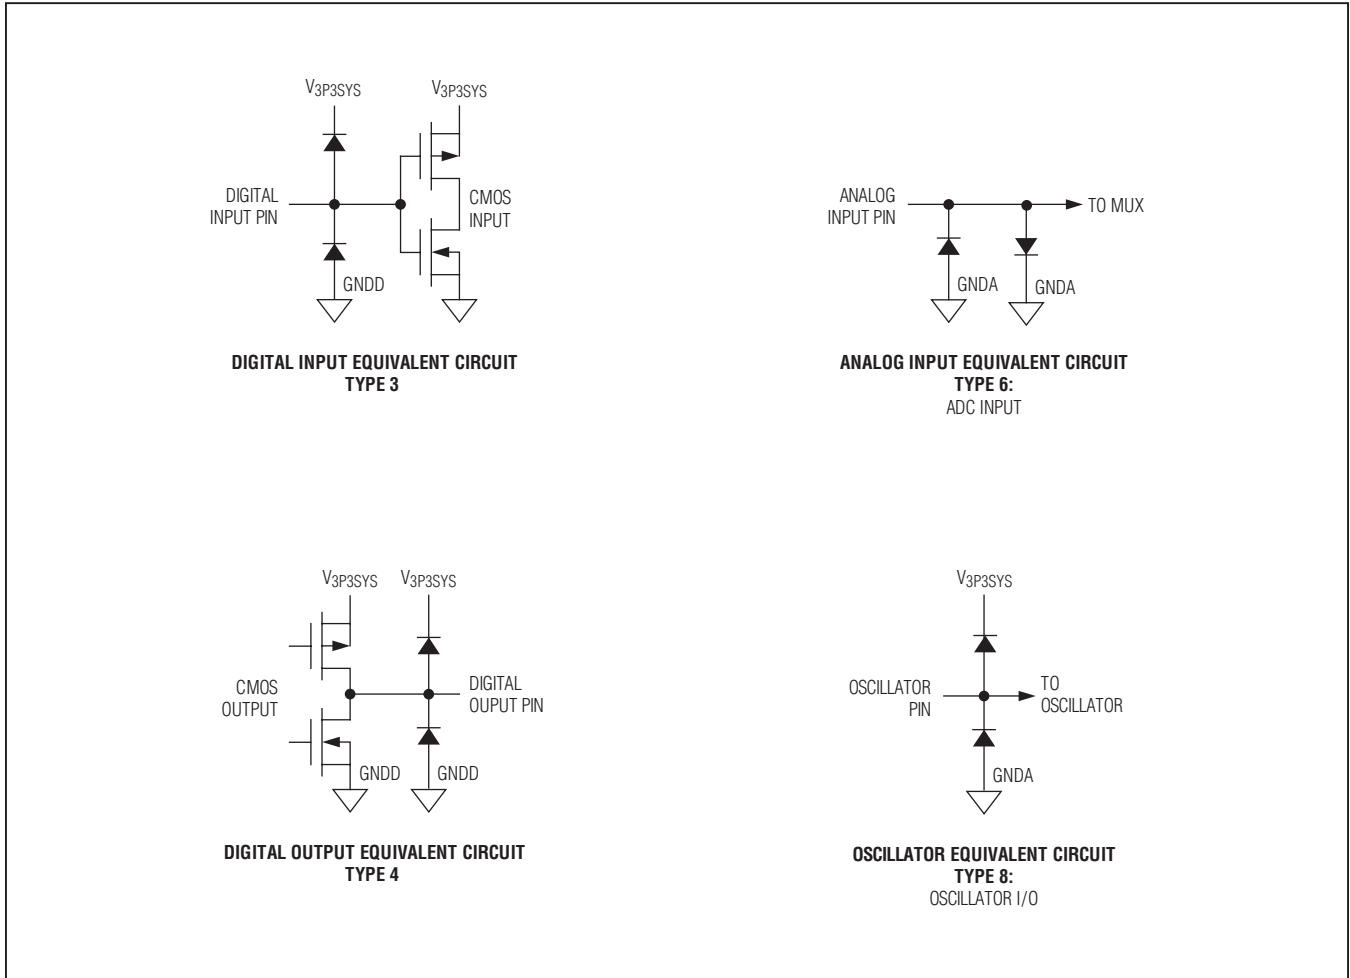 V3P3SYS
V3P3SYS
DIGITAL
INPUT PIN
CMOS
INPUT
GNDD
DIGITAL INPUT EQUIVALENT CIRCUIT
TYPE 3
ANALOG
INPUT PIN
TO MUX
GNDA
GNDA
ANALOG INPUT EQUIVALENT CIRCUIT
TYPE 6:
ADC INPUT
V3P3SYS
V3P3SYS
CMOS
OUTPUT
DIGITAL
OUPUT PIN
GNDD
GNDD
DIGITAL OUTPUT EQUIVALENT CIRCUIT
TYPE 4
V3P3SYS
OSCILLATOR
PIN
TO
OSCILLATOR
GNDA
OSCILLATOR EQUIVALENT CIRCUIT
TYPE 8:
OSCILLATOR I/O